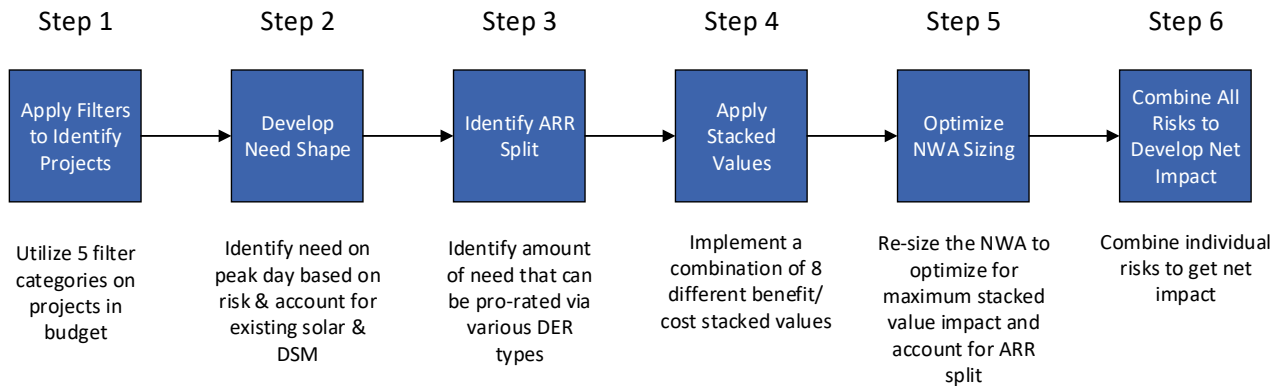 Step 1
Step 2
Step 3
Step 4
Step 5
Step 6
Apply Filters
to Identify
Projects
Develop
Need Shape
Identify ARR
Split
Apply
Stacked
Values
Optimize
NWA Sizing
Combine All
Risks to
Develop Net
Impact
Utilize 5 filter
categories on
projects in
budget
Identify need on
peak day based on
risk & account for
existing solar &
DSM
Identify amount
of need that can
be pro-rated via
various DER
types
Implement a
combination of 8
different benefit/
cost stacked values
Re-size the NWA to
optimize for
maximum stacked
value impact and
account for ARR
split
Combine individual
risks to get net
impact